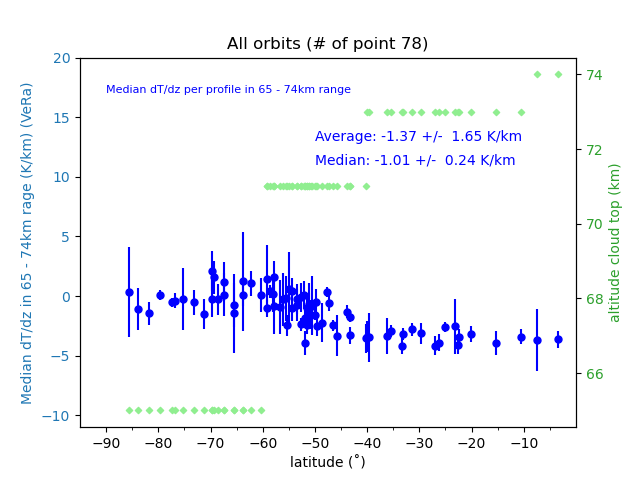 All orbits (# of point 78)
Median dT/dz per profile in 65 - 74km range
Average: -1.37 +/-  1.65 K/km
Median: -1.01 +/-  0.24 K/km
Median dT/dz in 65 - 74km rage (K/km) (VeRa)
20
15
10
5
0
−5
−10
74
72
70
68
66
altitude cloud top (km)
−90 −80 −70 −60 −50 −40 −30 −20 −10
latitude (˚)